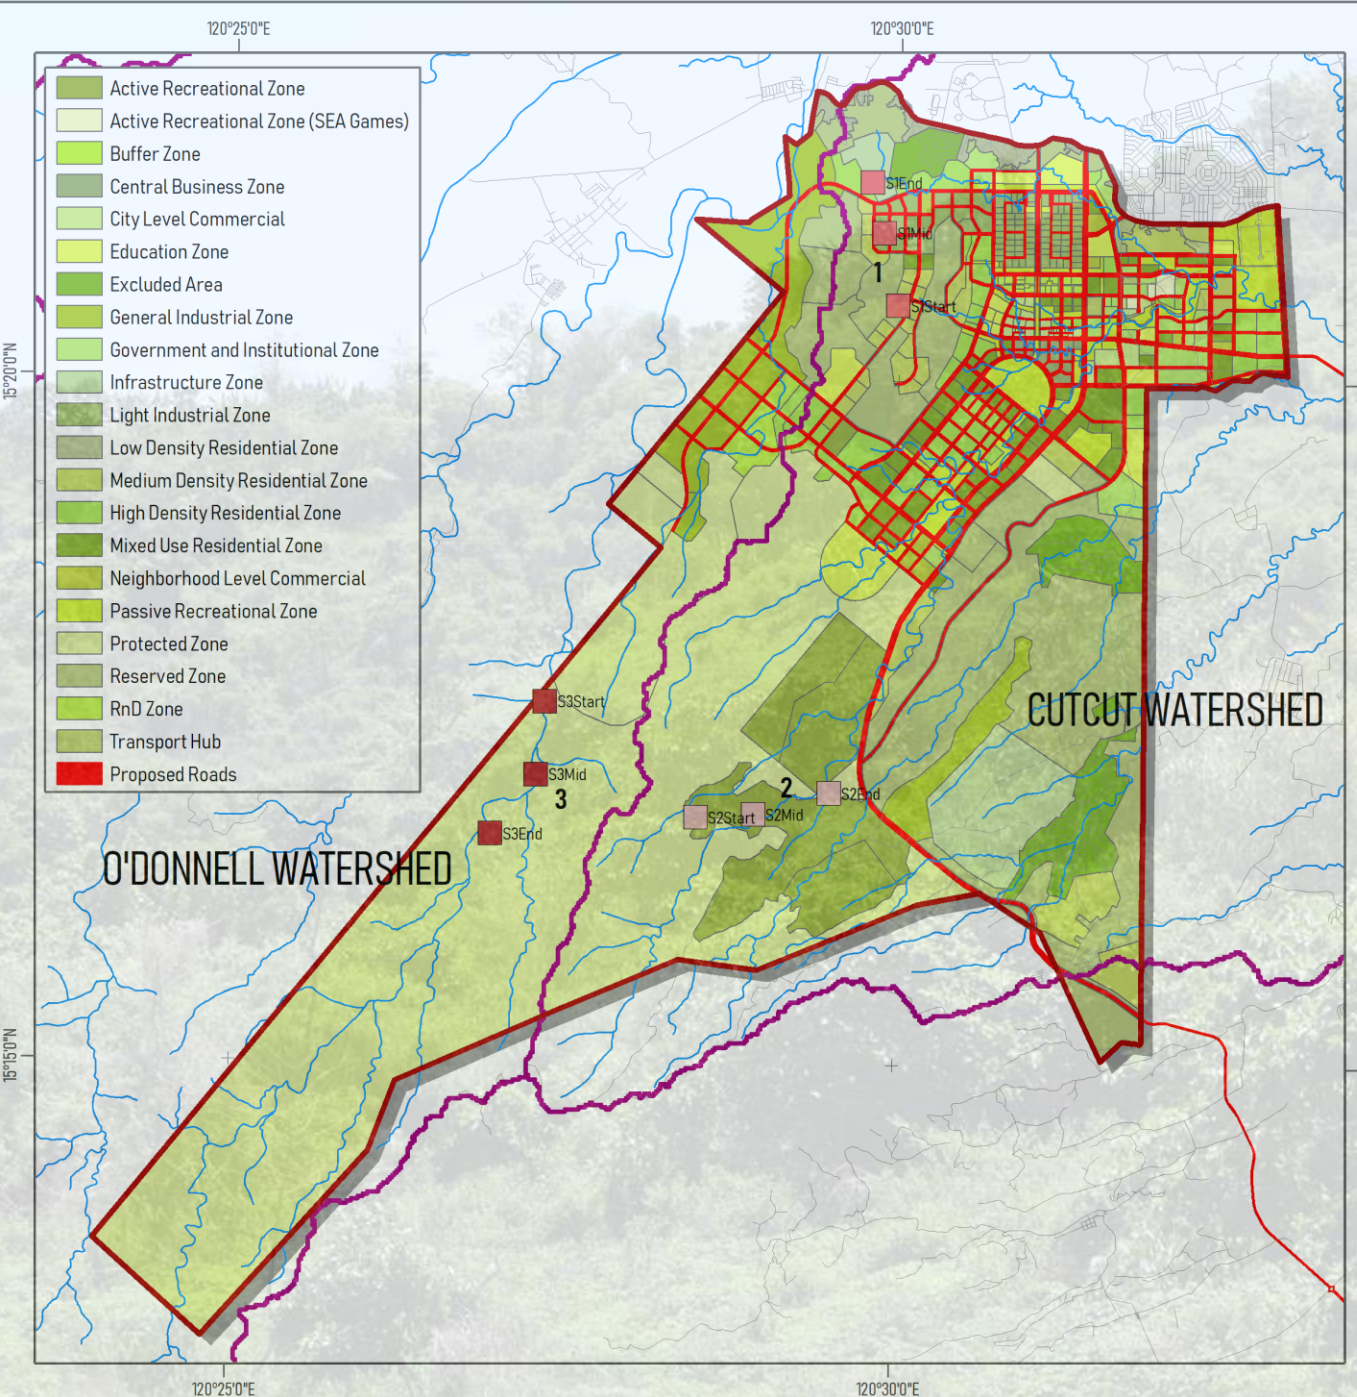 120°25'0"E
120°30'0"E
Active Recreational Zone
Active Recreational Zone (SEA Games)
Buffer Zone
Central Business Zone
City Level Commercial
Education Zone
Excluded Area
General Industrial Zone
Government and Institutional Zone
Infrastructure Zone
Light Industrial Zone
Low Density Residential Zone
Medium Density Residential Zone
High Density Residential Zone
Mixed Use Residential Zone
Neighborhood Level Commercial
Passive Recreational Zone
Protected Zone
Reserved Zone
RnD Zone
Transport Hub
Proposed Roads
15°20'0"N
S1End
S1Mid
1
S1Start
S3Start
CUTCUT WATERSHED
S3Mid
3
2
S2End
S2Start
S2Mid
S3End
O'DONNELL WATERSHED
15°15'0"N
120°25'0"E
120°30'0"E